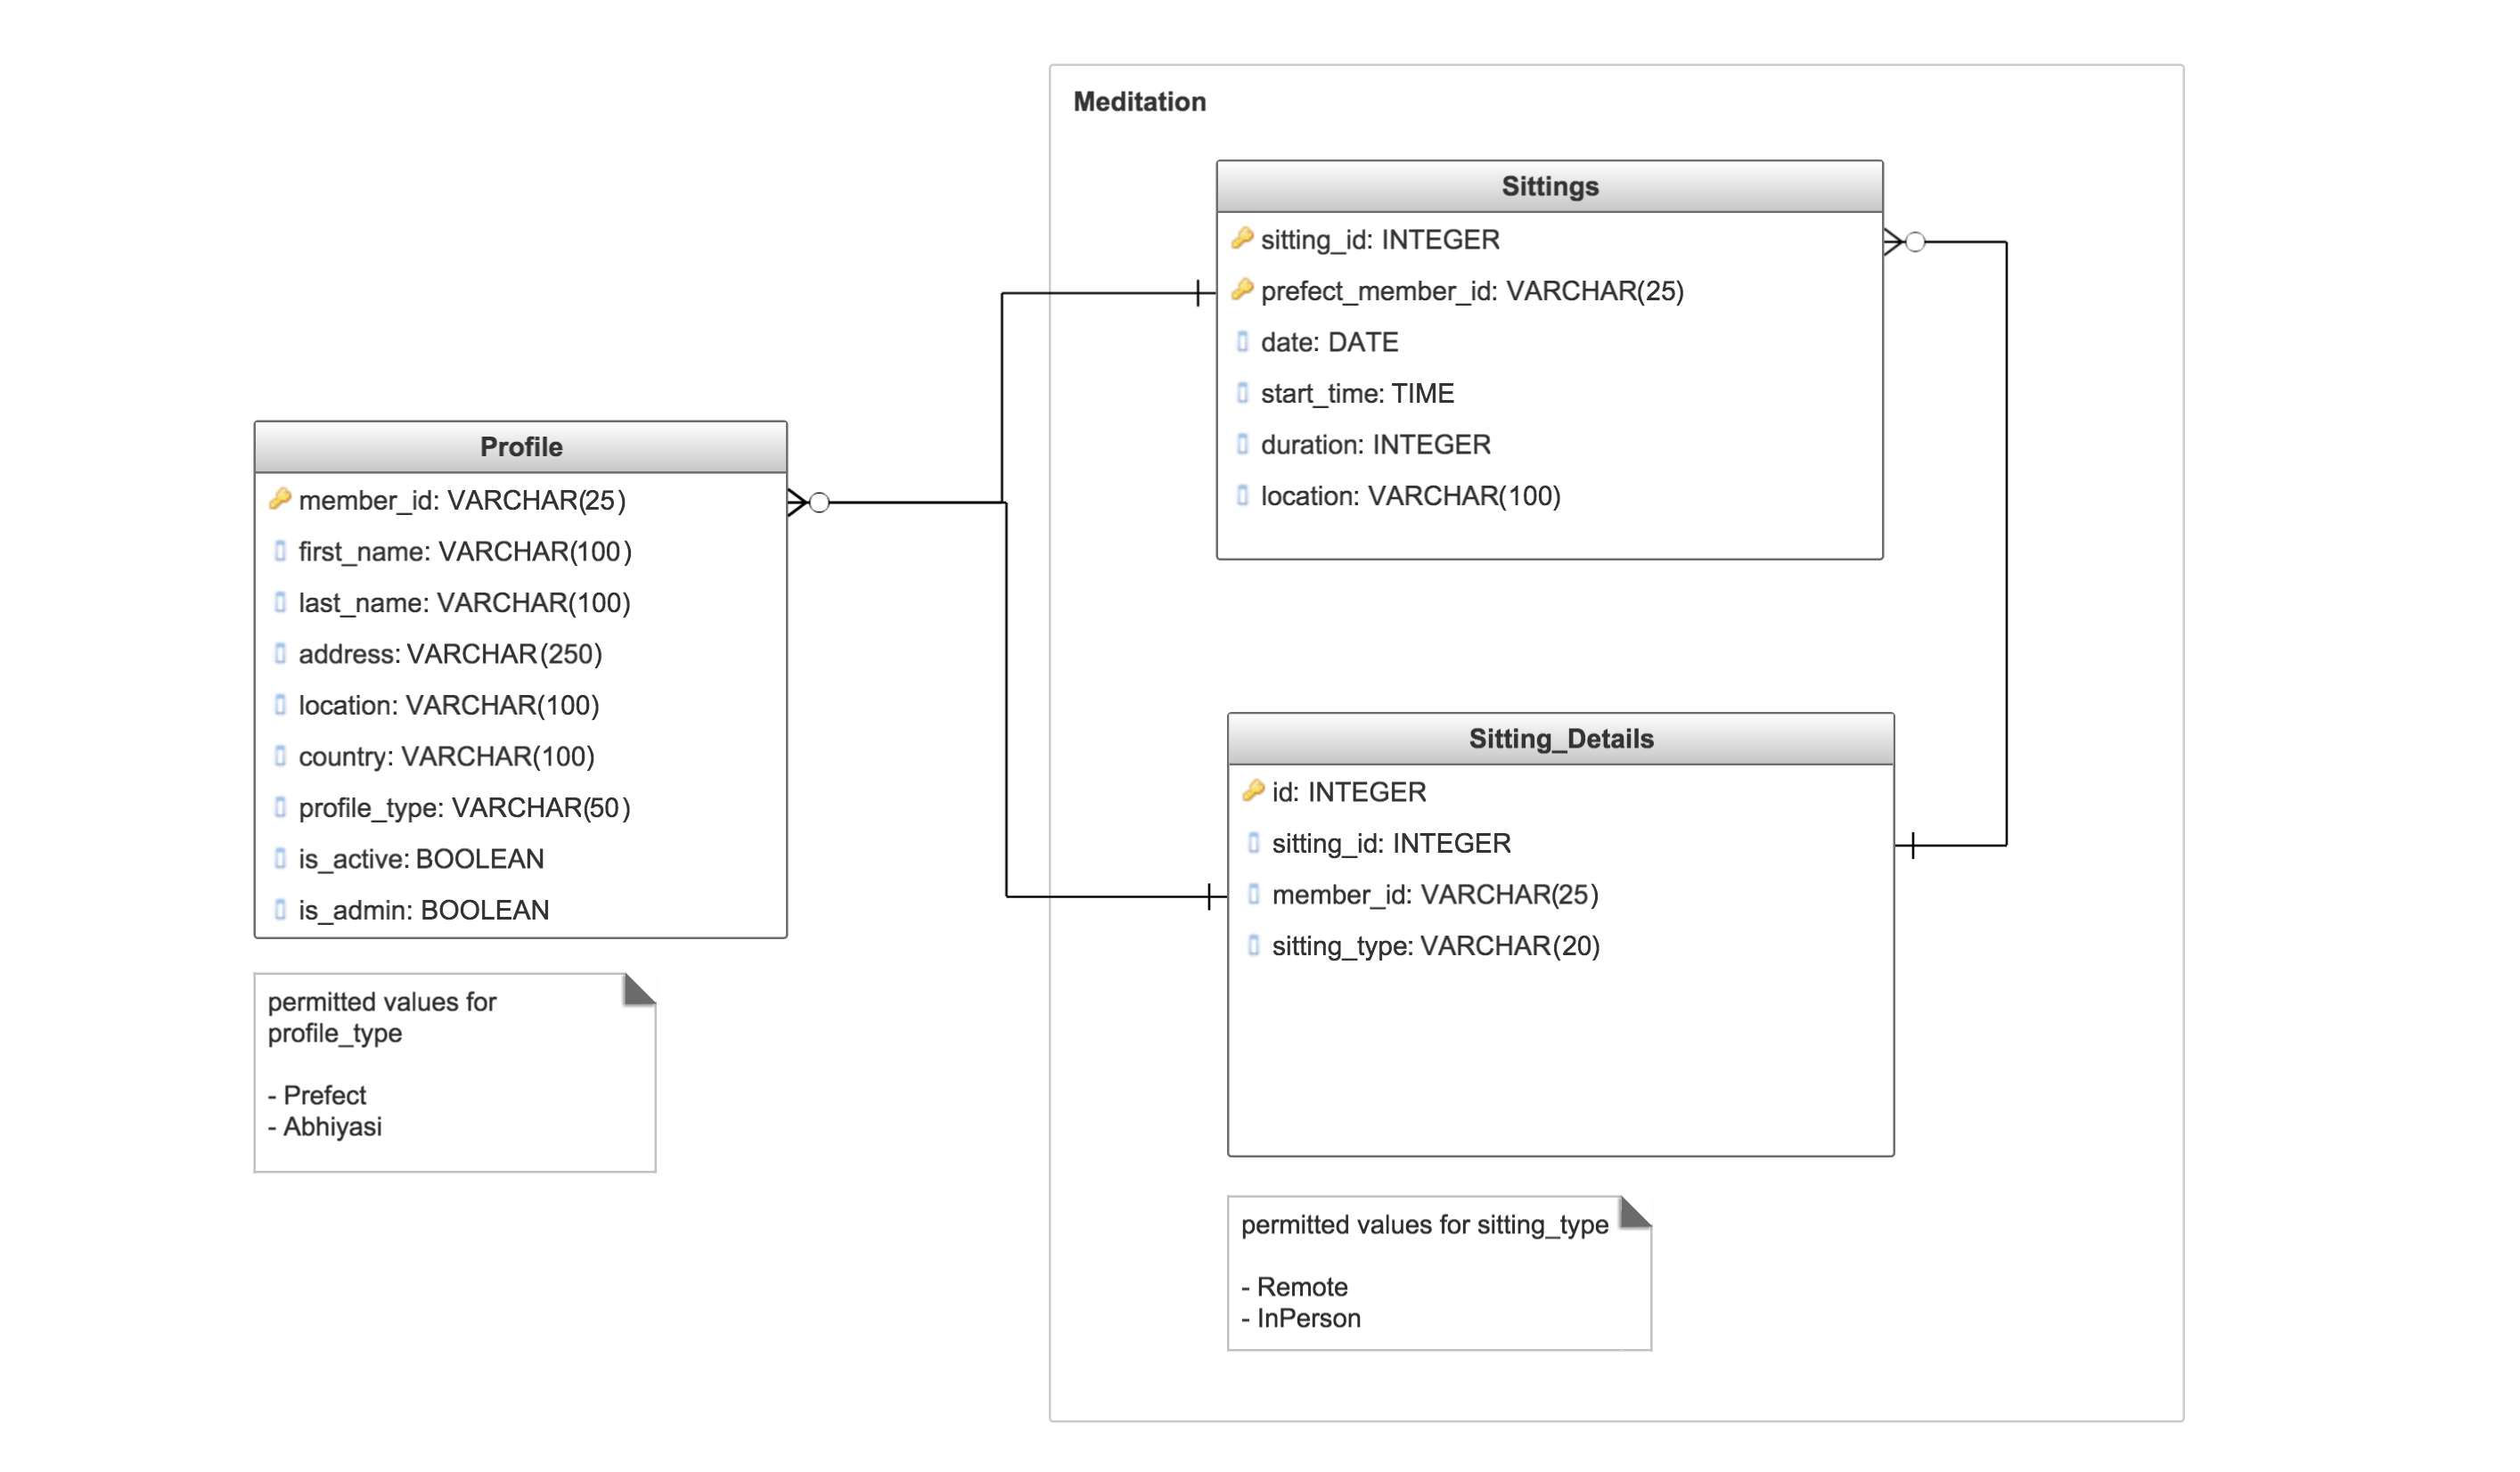 Meditation
Sittings
sitting_id: INTEGER
prefect_member_id: VARCHAR(25)
date: DATE
start_time: TIME
duration: INTEGER
location: VARCHAR(100)
Profile
member_id: VARCHAR(25)
first_name: VARCHAR(100)
last_name: VARCHAR(100)
address: VARCHAR(250)
location: VARCHAR(100)
country: VARCHAR(100)
profile_type: VARCHAR(50)
is_active: BOOLEAN
is_admin: BOOLEAN
permitted values for
profile_type
- Prefect
- Abhiyasi
Sitting_Details
id: INTEGER
sitting_id: INTEGER
member_id: VARCHAR(25)
sitting_type: VARCHAR(20)
permitted values for sitting_type
- Remote
- InPerson